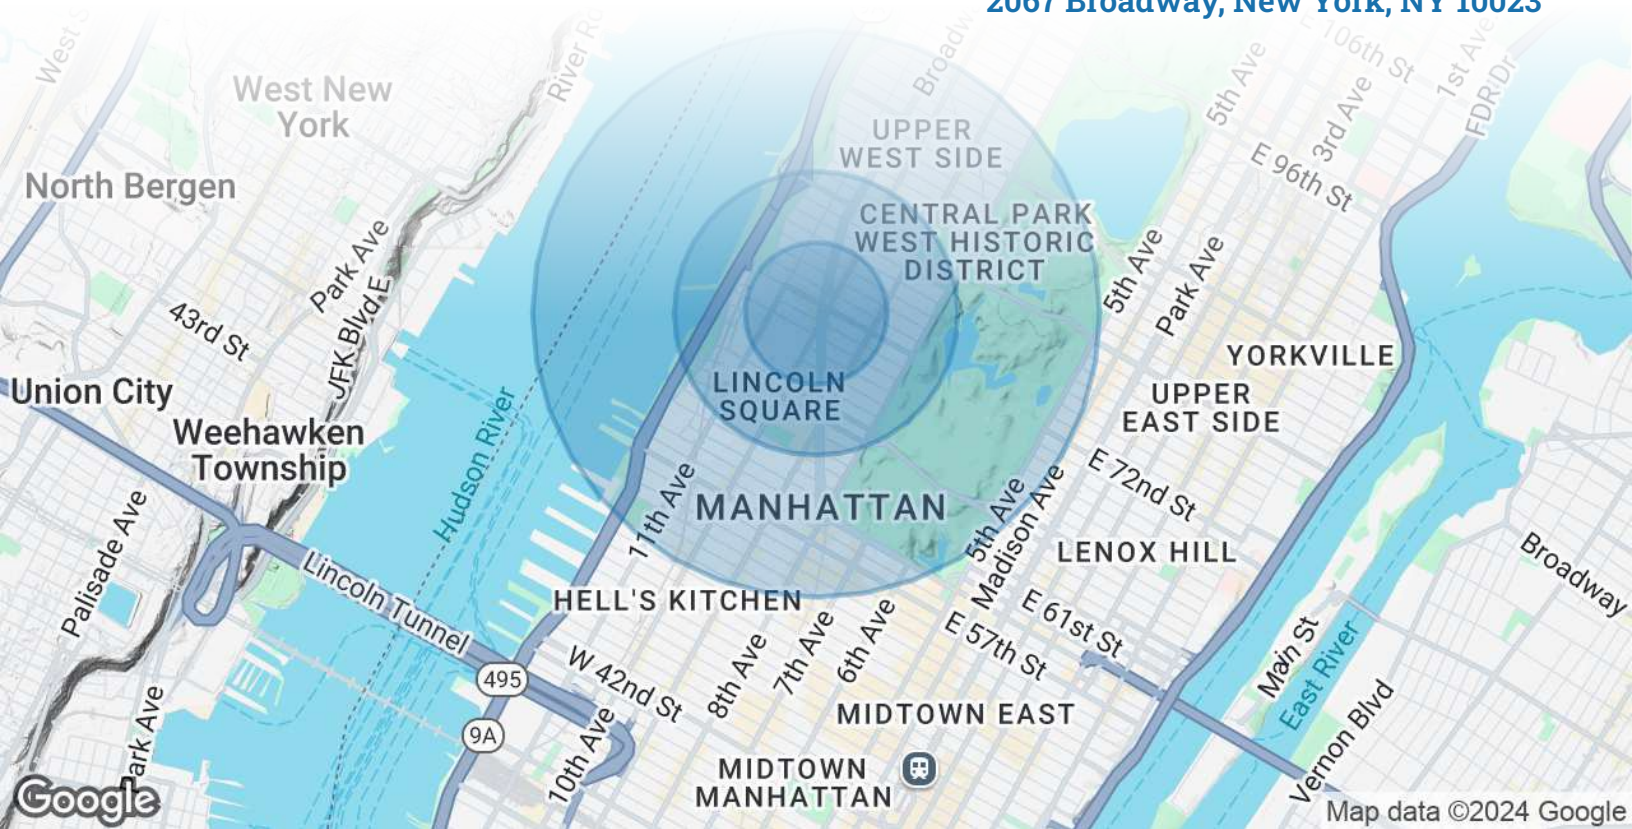 2067 Broadway, New York, NY 10023
West S
River R
Broadw
E 106th St
1st Ave
West New
York
5th Ave
3rd Ave
FDR Dr
UPPER
WEST SIDE
E 96th St
North Bergen
CENTRAL PARK
WEST HISTORIC
DISTRICT
Park Ave
5th Ave
Park Ave
43rd St
JFK Blvd E
YORKVILLE
Union City
LINCOLN
SQUARE
UPPER
EAST SIDE
Weehawken
Township
Hudson River
E 72nd St
11th Ave
MANHATTAN
5th Ave
Madison Ave
Palisade Ave
LENOX HILL
Broadway
Lincoln Tunnel
HELL'S KITCHEN
E 61st St
E 57th St
W 42nd St
8th Ave
7th Ave
6th Ave
Main St
East River
495
9A
Park Ave
10th Ave
MIDTOWN EAST
Vernon Blvd
MIDTOWN
MANHATTAN
Google
Map data ©2024 Google